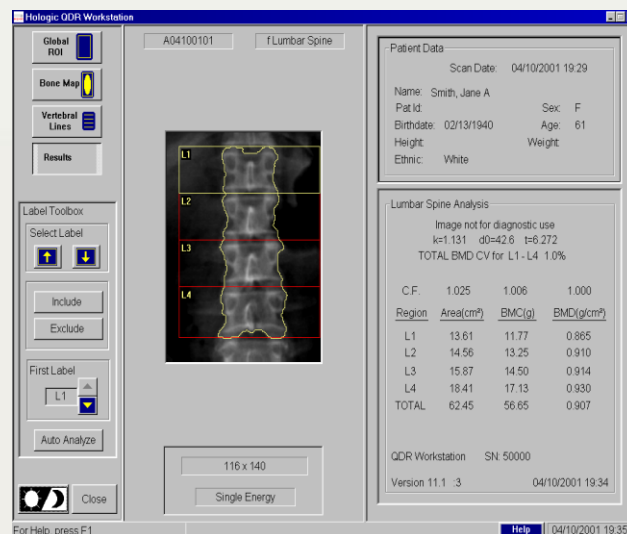 Hologic QDR Workstation
Global
ROI
Bone Map
Vertebral
Lines
Results
Label Toolbox
Select Label
Include
Exclude
First Label
L1
Auto Analyze
Close
A04100101
f Lumbar Spine
L1
L2
L3
L4
116 x 140
Single Energy
Patient Data
Scan Date: 04/10/2001 19:29
Name: Smith, Jane A
Pat Id: Sex: F
Birthdate: 02/13/1940 Age: 61
Height: Weight:
Ethnic: White
Lumbar Spine Analysis
Image not for diagnostic use
k=1.131 d0=42.6 t=6.272
TOTAL BMD CV for L1 - L4 1.0%
C.F. 1.025 1.006 1.000
Region Area(cm²) BMC(g) BMD(g/cm²)
L1 13.61 11.77 0.865
L2 14.56 13.25 0.910
L3 15.87 14.50 0.914
L4 18.41 17.13 0.930
TOTAL 62.45 56.65 0.907
QDR Workstation SN: 50000
Version 11.1 :3 04/10/2001 19:34
For Help, press F1
Help 04/10/2001 19:35